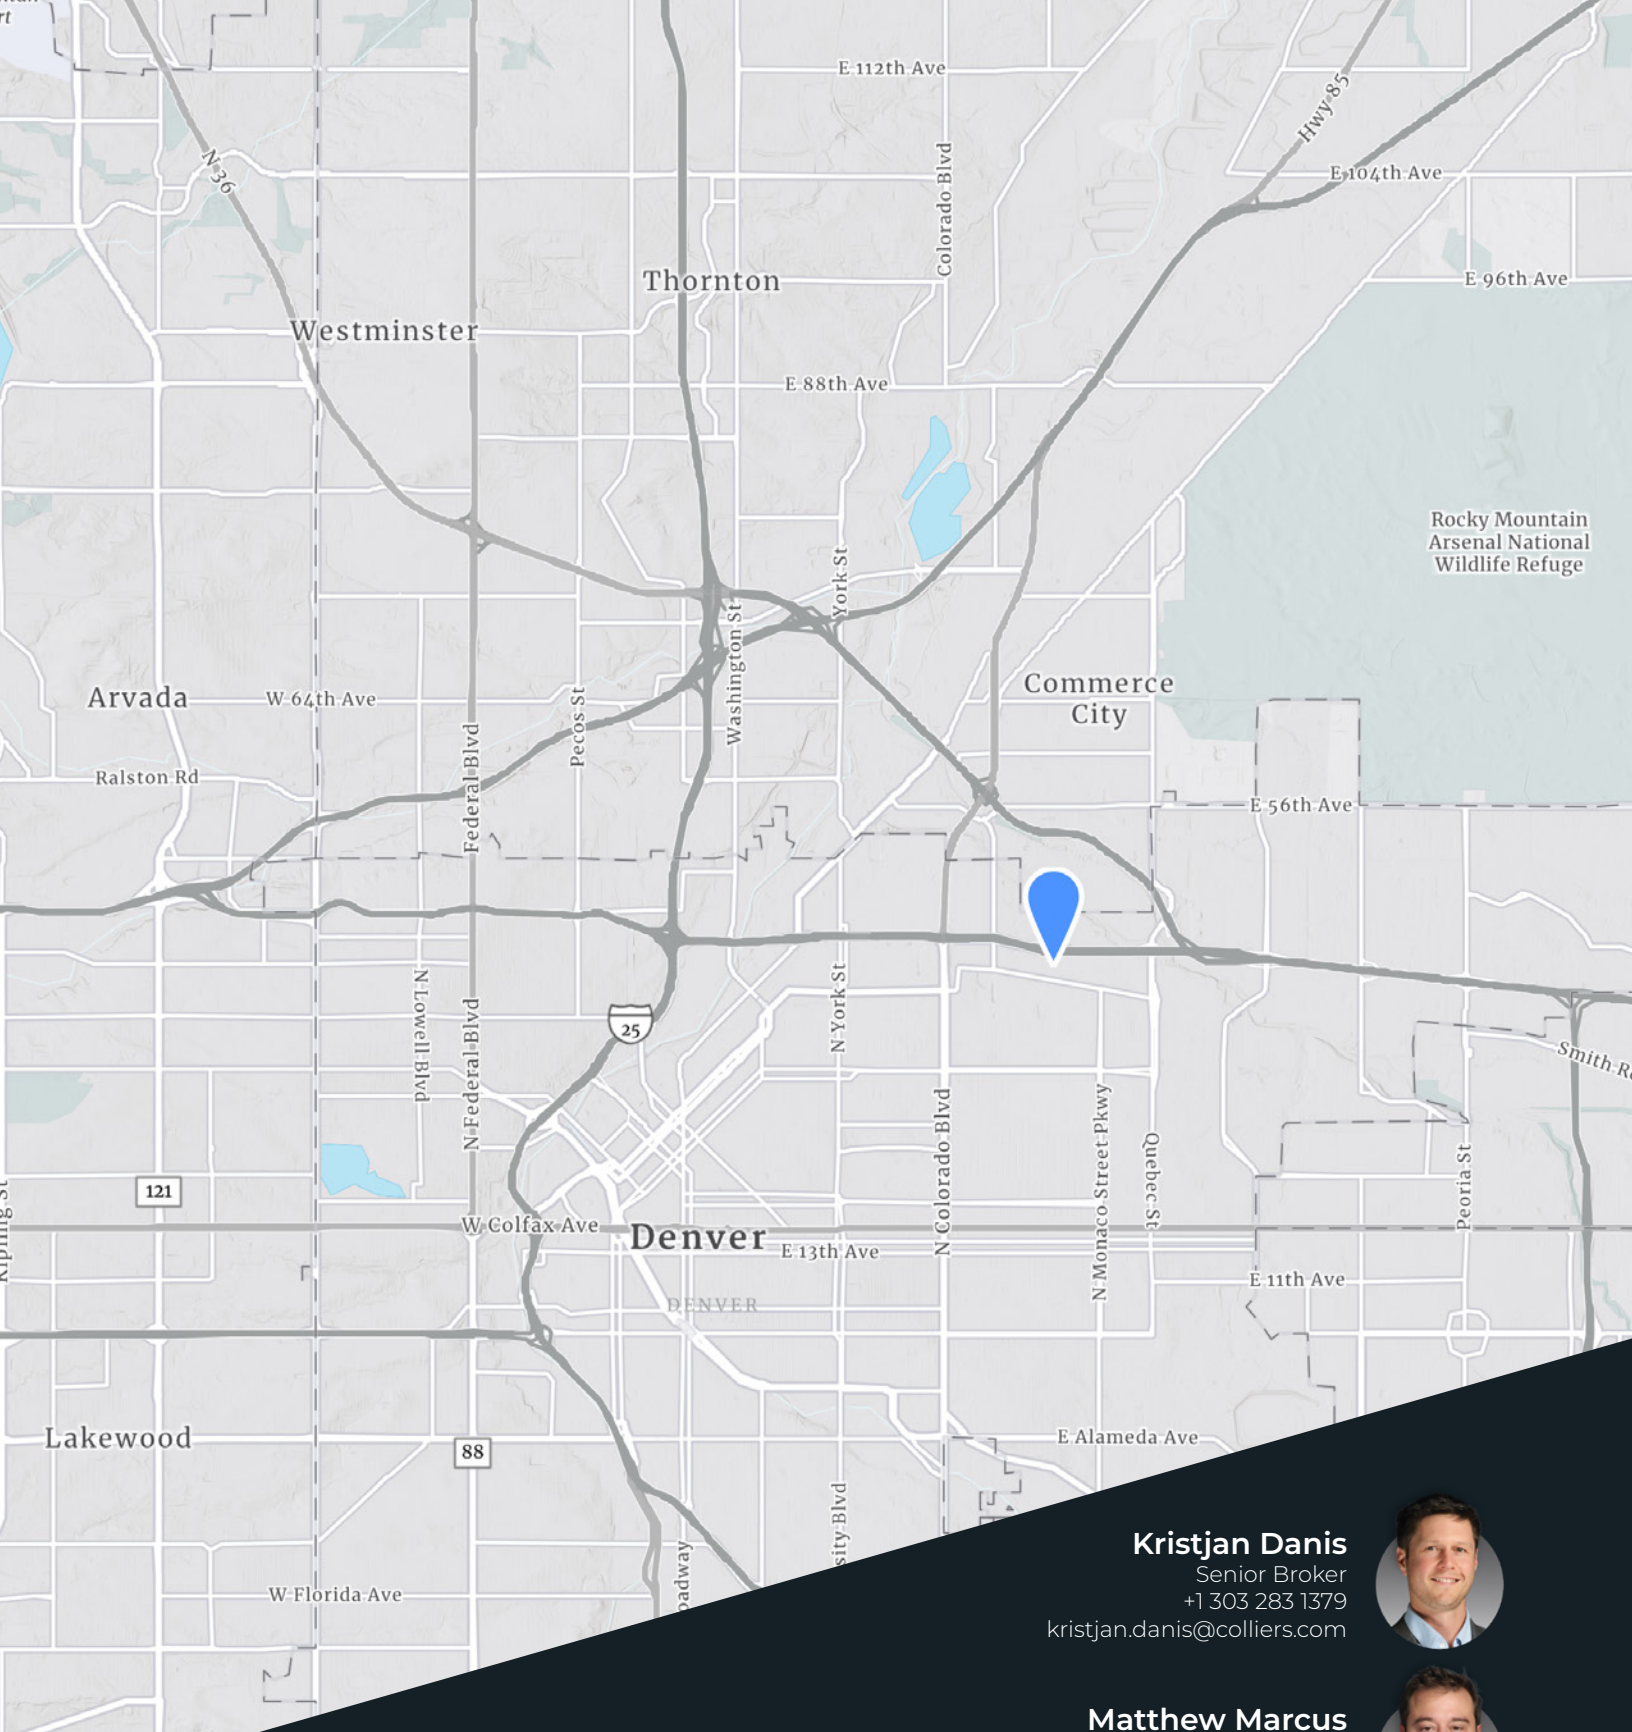 E 112th Ave
Hwy 85
N 36
E 104th Ave
Colorado Blvd
Thornton
E 96th Ave
Westminster
E 88th Ave
Rocky Mountain
Arsenal National
Wildlife Refuge
York St
Washington St
Commerce
City
Arvada
W 64th Ave
Pecos St
Ralston Rd
Federal Blvd
E 56th Ave
N Lowell Blvd
N Federal Blvd
25
N York St
Smith
N Colorado Blvd
N Monaco Street Pkwy
Quebec St
Peoria St
121
W Colfax Ave
Denver
E 13th Ave
E 11th Ave
DENVER
Lakewood
88
E Alameda Ave
W Florida Ave
Kristjan Danis
Senior Broker
+1 303 283 1379
kristjan.danis@colliers.com
Matthew Marcus